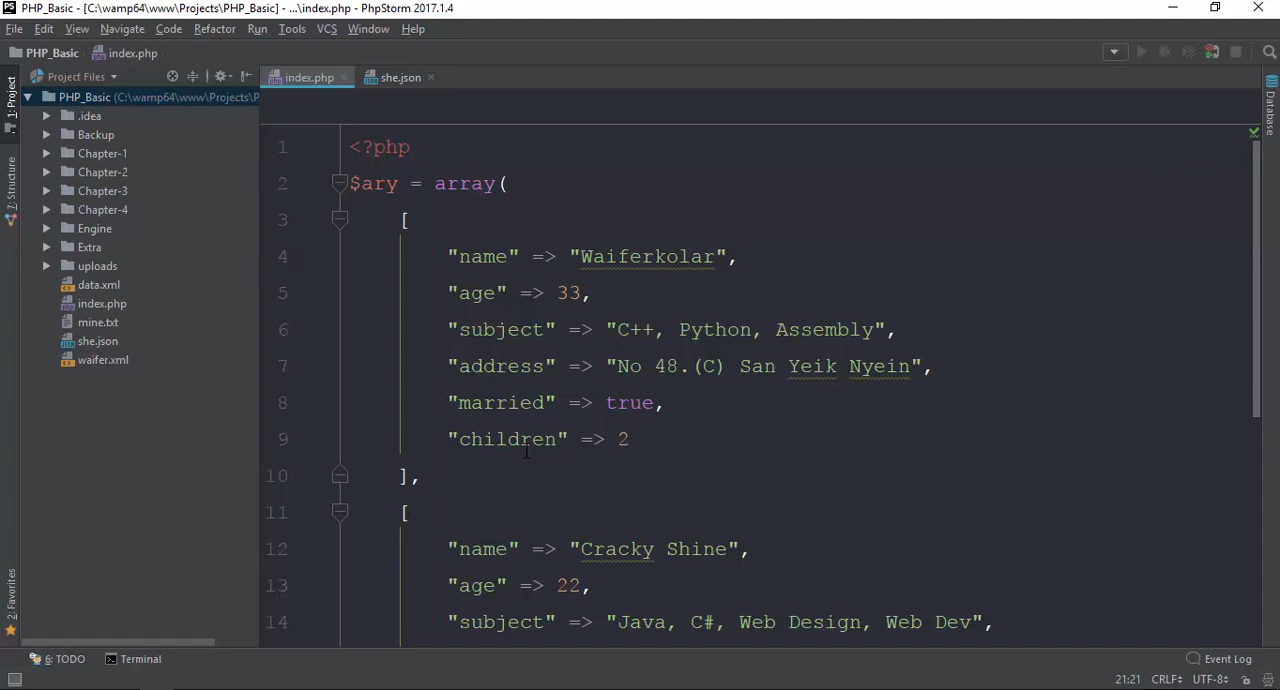 PHP_Basic - [C:\wamp64\www\Projects\PHP_Basic] - ...\index.php - PhpStorm 2017.1.4
File Edit View Navigate Code Refactor Run Tools VCS Window Help
PHP_Basic index.php
Project Files
index.php she.json
1: Project
7: Structure
2: Favorites
Database
PHP_Basic (C:\wamp64\www\Projects\P
.idea
Backup
Chapter-1
Chapter-2
Chapter-3
Chapter-4
Engine
Extra
uploads
data.xml
index.php
mine.txt
she.json
waifer.xml
1 <?php
2 $ary = array(
3 [
4 "name" => "Waiferkolar",
5 "age" => 33,
6 "subject" => "C++, Python, Assembly",
7 "address" => "No 48.(C) San Yeik Nyein",
8 "married" => true,
9 "children" => 2
10 ],
11 [
12 "name" => "Cracky Shine",
13 "age" => 22,
14 "subject" => "Java, C#, Web Design, Web Dev",
6: TODO Terminal Event Log
21:21 CRLF UTF-8